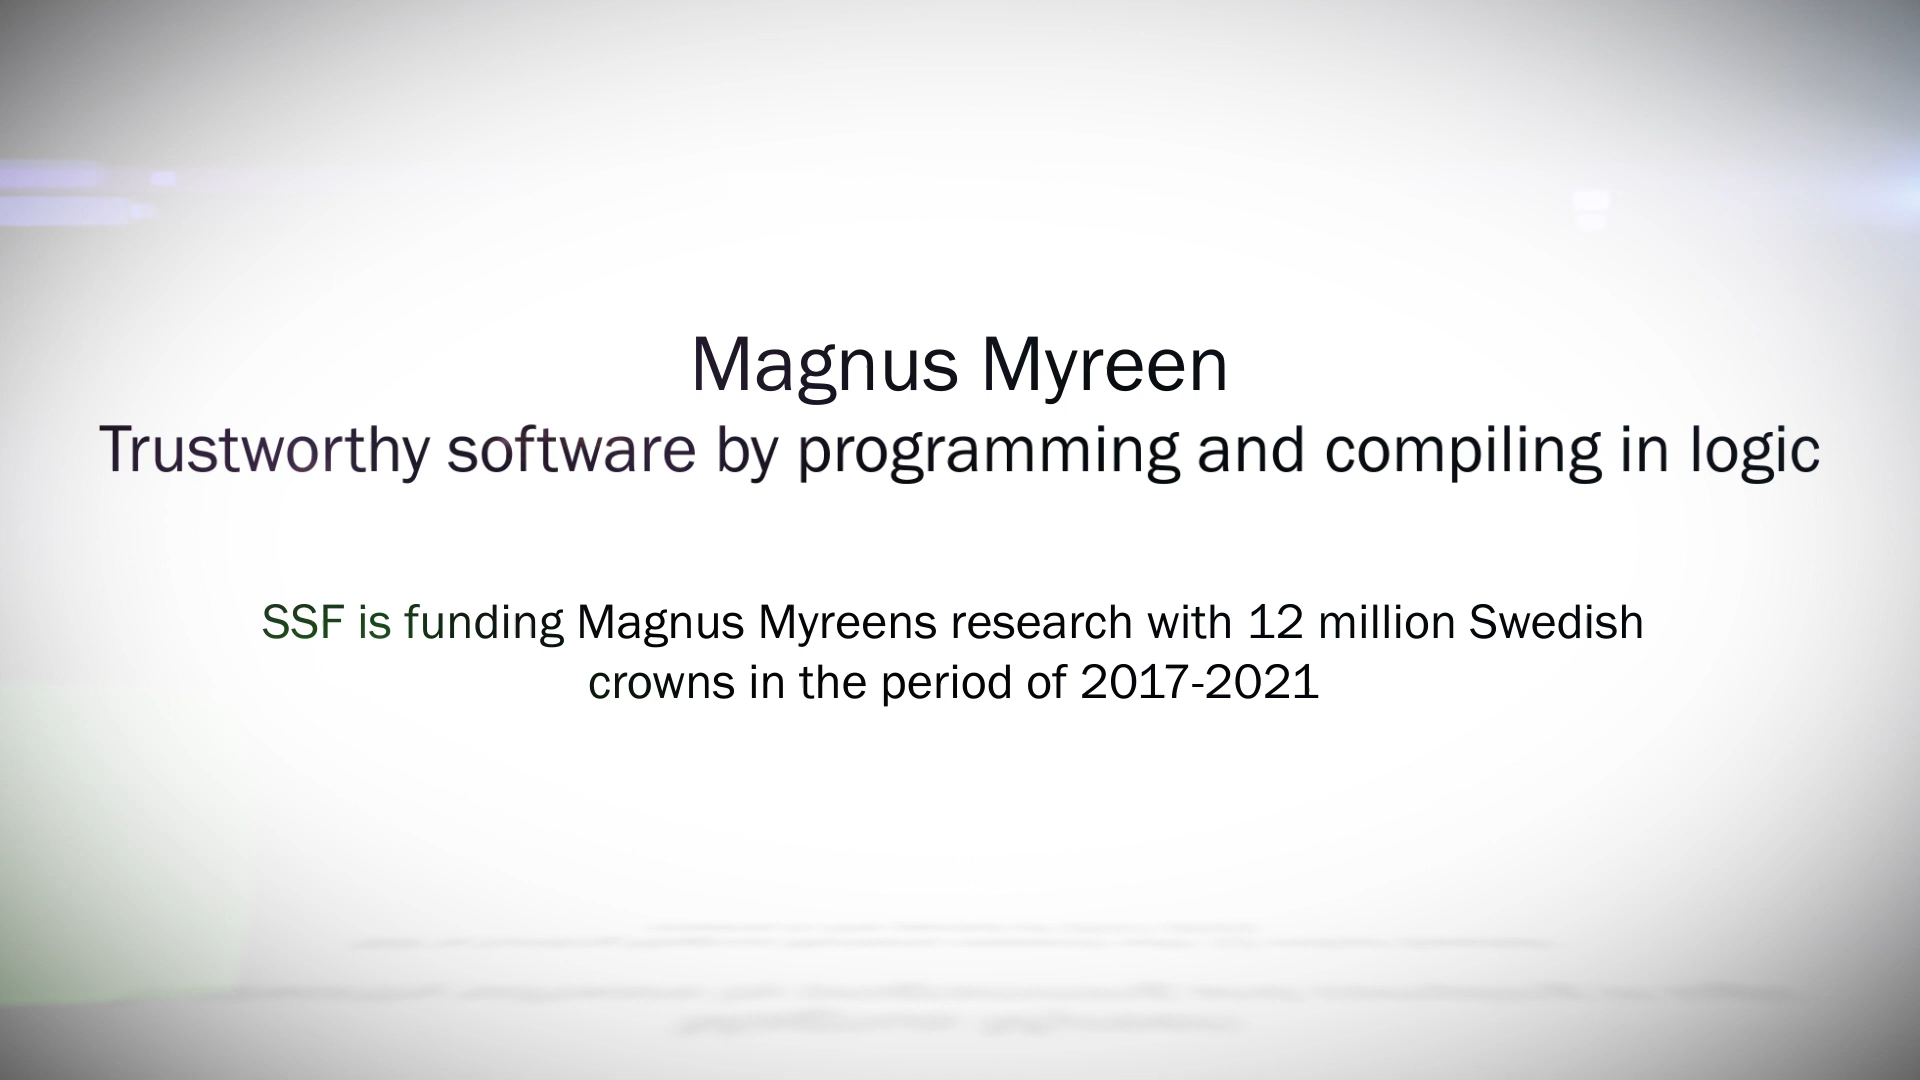 Magnus Myreen
Trustworthy software by programming and compiling in logic
SSF is funding Magnus Myreens research with 12 million Swedish
crowns in the period of 2017-2021